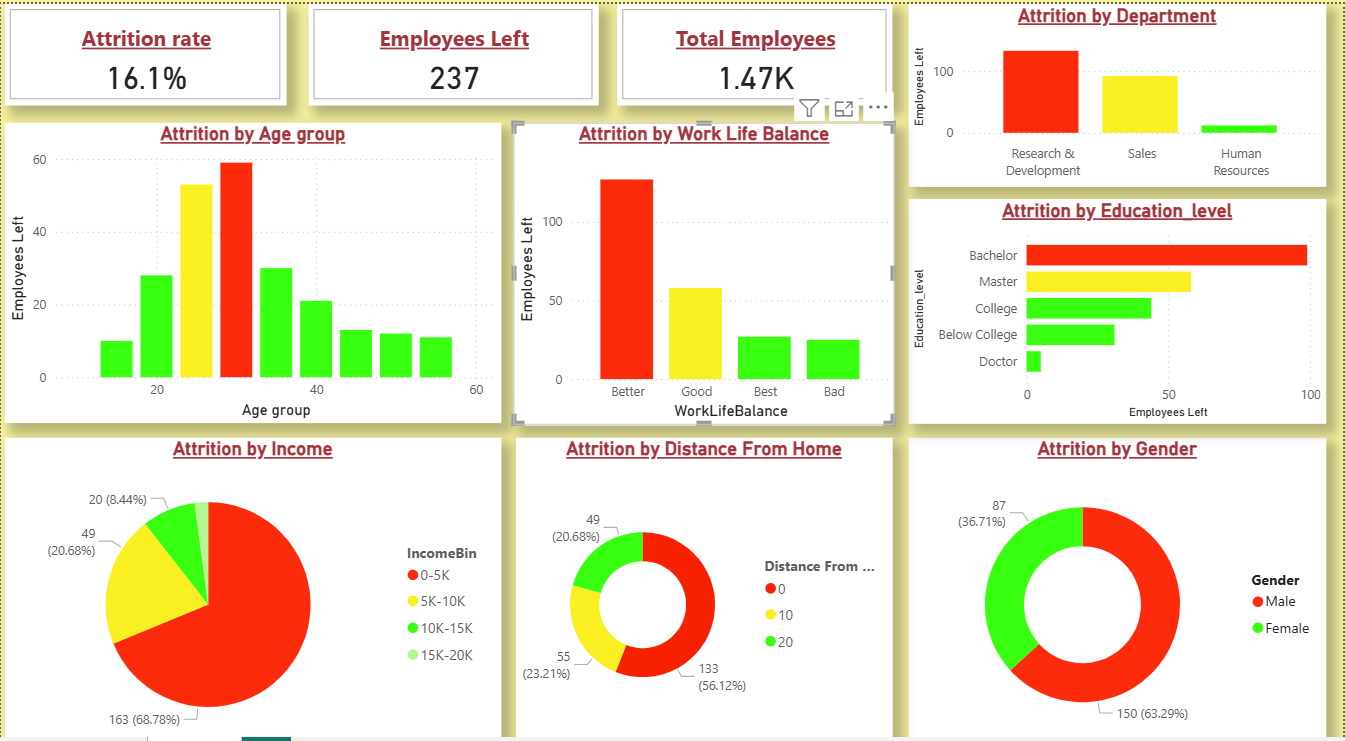 Attrition rate
16.1%
Employees Left
237
Total Employees
1.47K
Attrition by Department
Employees Left
100
0
Research &
Development
Sales
Human
Resources
Attrition by Age group
Employees Left
60
40
20
0
20
40
60
Age group
Attrition by Work Life Balance
Employees Left
100
50
0
Better
Good
Best
Bad
WorkLifeBalance
Attrition by Education_level
Education_level
Bachelor
Master
College
Below College
Doctor
0
50
100
Employees Left
Attrition by Income
20 (8.44%)
49
(20.68%)
163 (68.78%)
IncomeBin
0-5K
5K-10K
10K-15K
15K-20K
Attrition by Distance From Home
49
(20.68%)
55
(23.21%)
133
(56.12%)
Distance From ...
0
10
20
Attrition by Gender
87
(36.71%)
150 (63.29%)
Gender
Male
Female